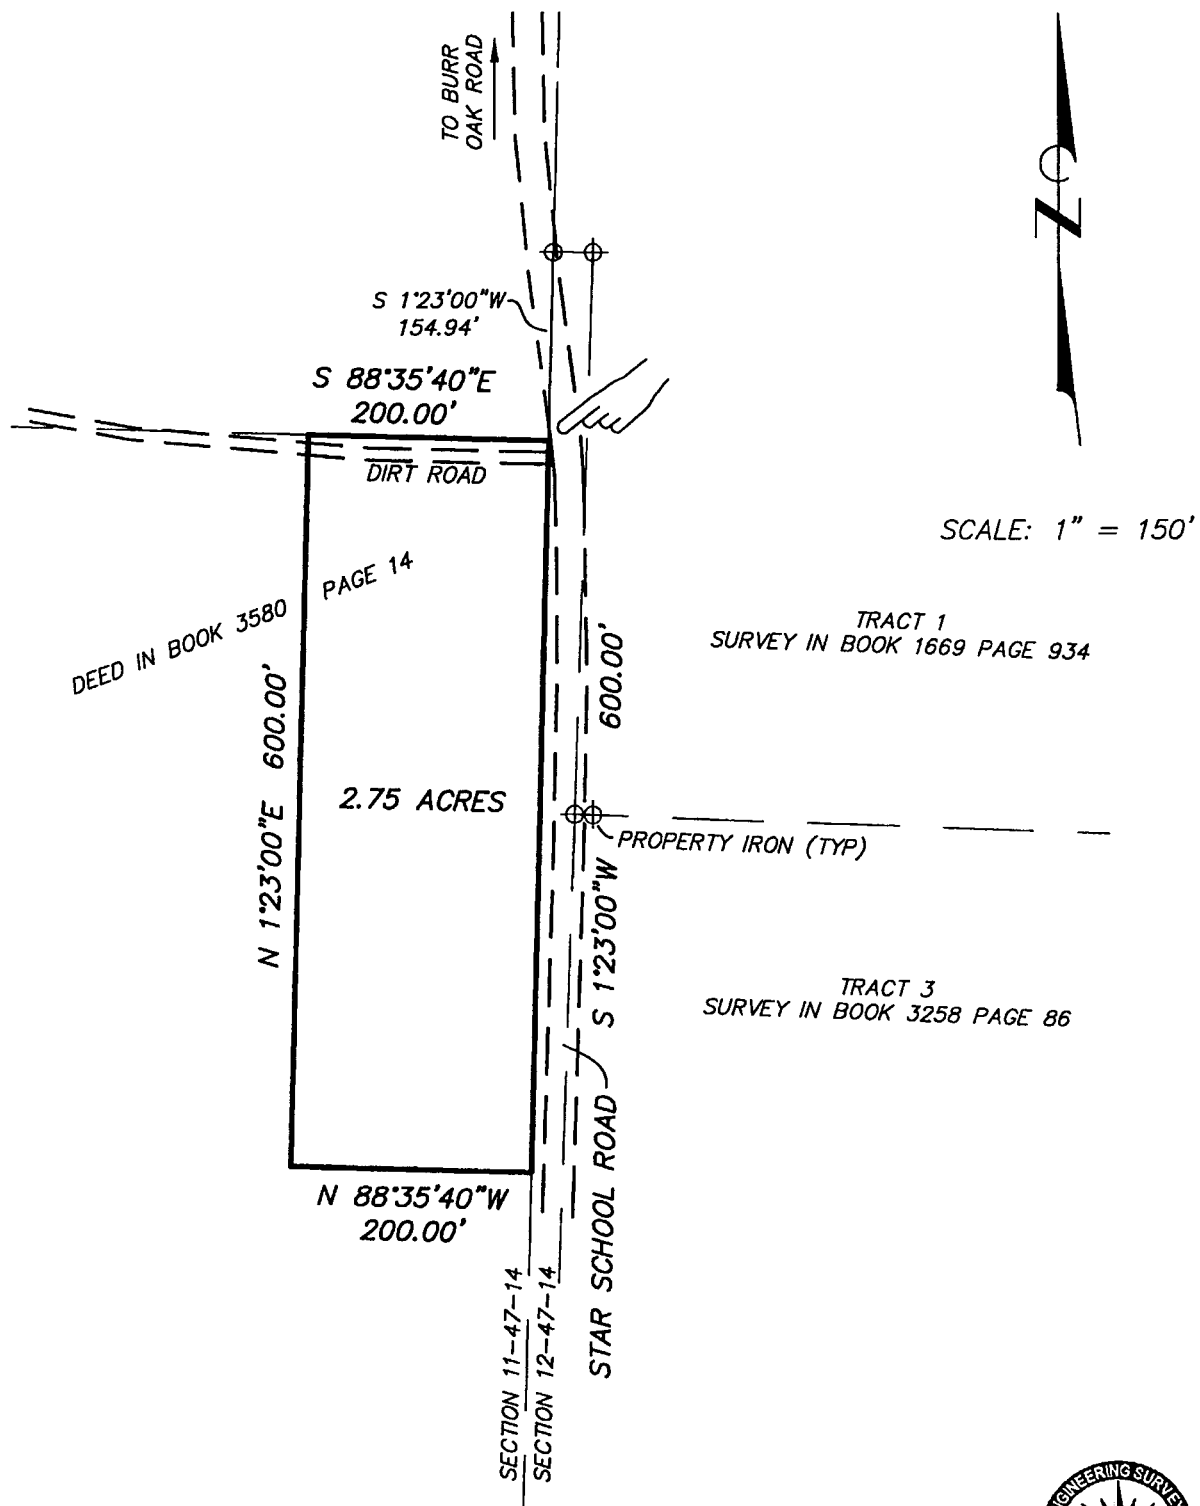 TO BURR
OAK ROAD
N
S 1°23'00"W
154.94'
S 88°35'40"E
200.00'
DIRT ROAD
SCALE: 1" = 150'
DEED IN BOOK 3580 PAGE 14
TRACT 1
SURVEY IN BOOK 1669 PAGE 934
N 1°23'00"E 600.00'
2.75 ACRES
S 1°23'00"W 600.00'
PROPERTY IRON (TYP)
TRACT 3
SURVEY IN BOOK 3258 PAGE 86
STAR SCHOOL ROAD
N 88°35'40"W
200.00'
SECTION 11-47-14
SECTION 12-47-14